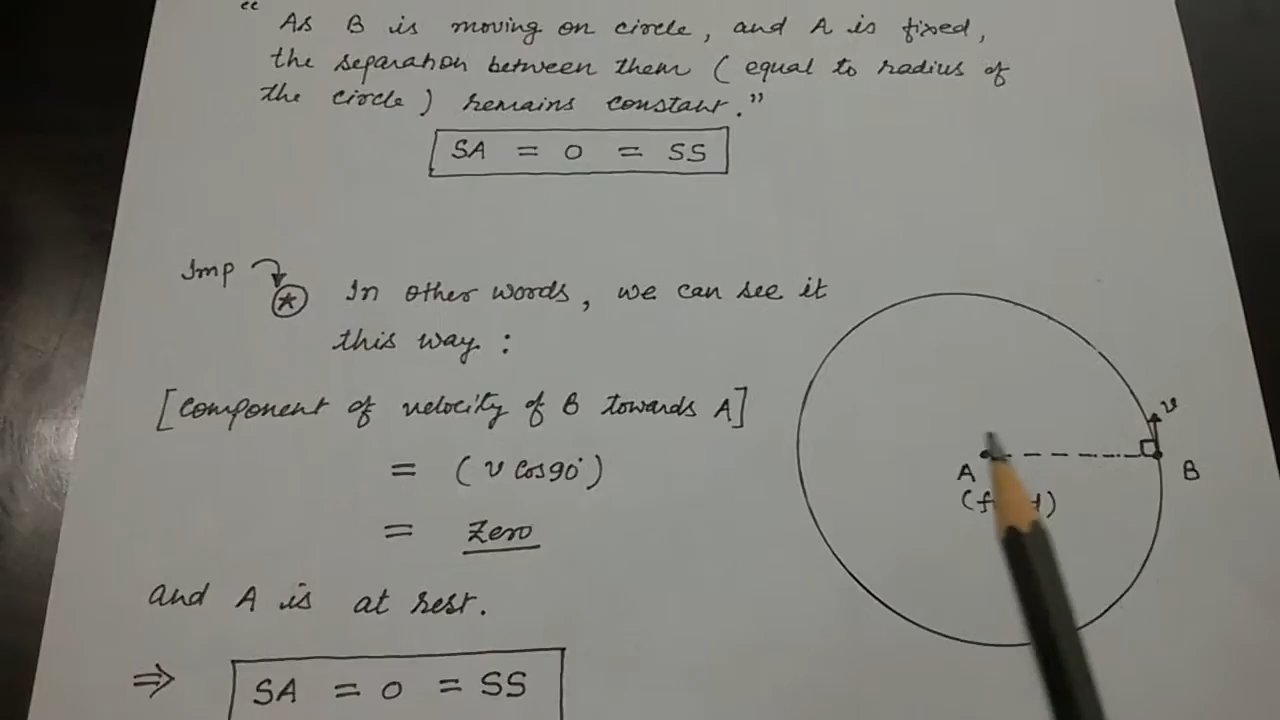 “ As B is moving on circle, and A is fixed,
the separation between them ( equal to radius of
the circle ) remains constant.”
SA = 0 = SS
Imp
* In other words, we can see it
this way :
[component of velocity of B towards A]
= (v cos90°)
= Zero
and A is at rest.
⇒ SA = 0 = SS
v
A
B